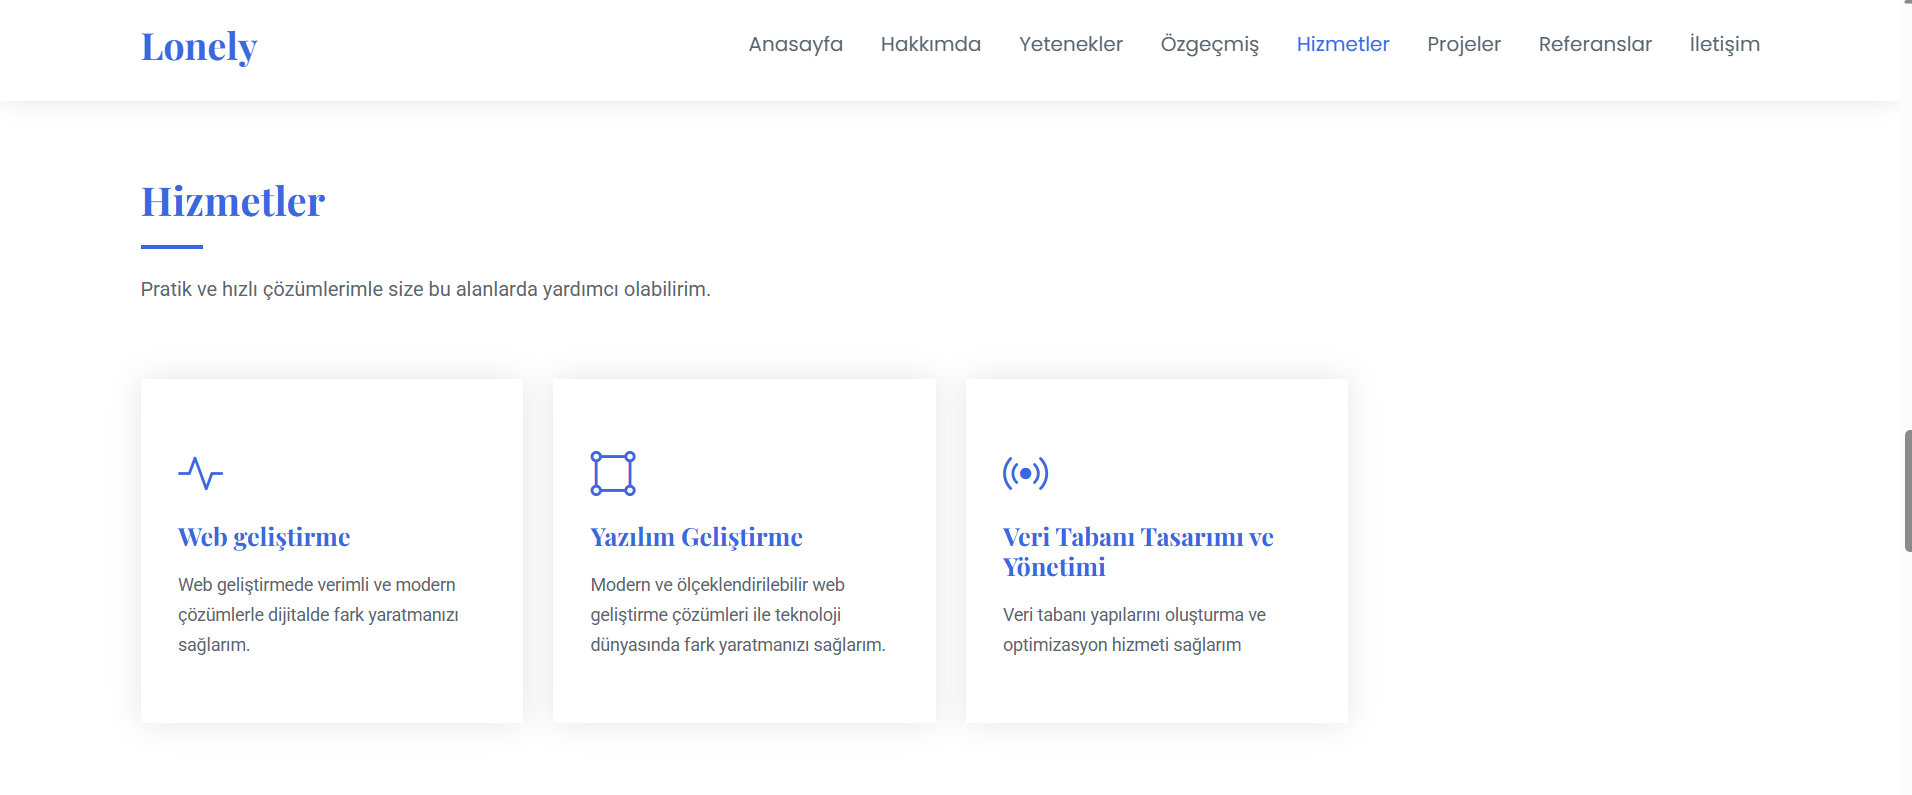 Lonely
Anasayfa Hakkımda Yetenekler Özgeçmiş Hizmetler Projeler Referanslar İletişim
Hizmetler
Pratik ve hızlı çözümlerimle size bu alanlarda yardımcı olabilirim.
Web geliştirme
Web geliştirmede verimli ve modern
çözümlerle dijitalde fark yaratmanızı
sağlarım.
Yazılım Geliştirme
Modern ve ölçeklendirilebilir web
geliştirme çözümleri ile teknoloji
dünyasında fark yaratmanızı sağlarım.
Veri Tabanı Tasarımı ve
Yönetimi
Veri tabanı yapılarını oluşturma ve
optimizasyon hizmeti sağlarım